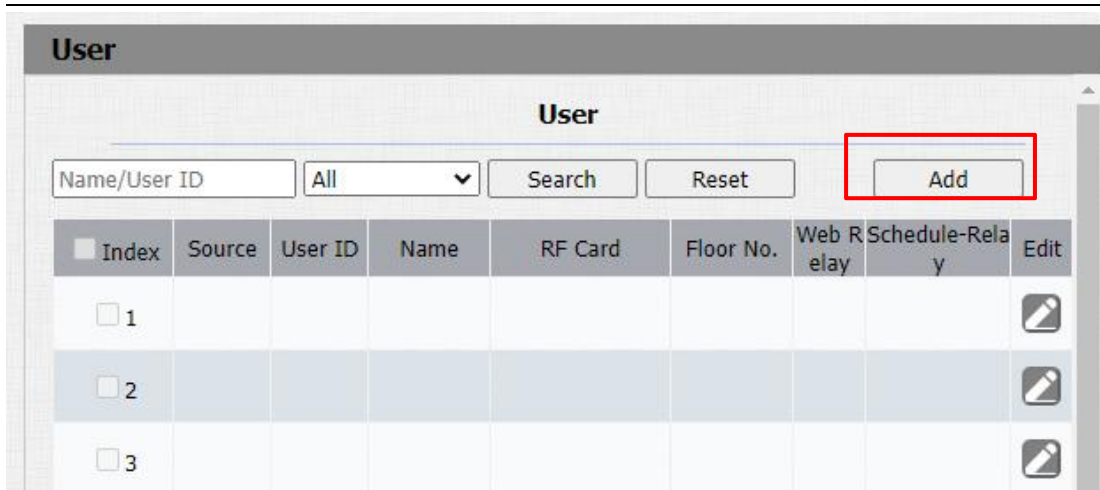 User
User
Name/User ID All Search Reset Add
Index Source User ID Name RF Card Floor No. Web R Schedule-Rela Edit
elay y
1
2
3